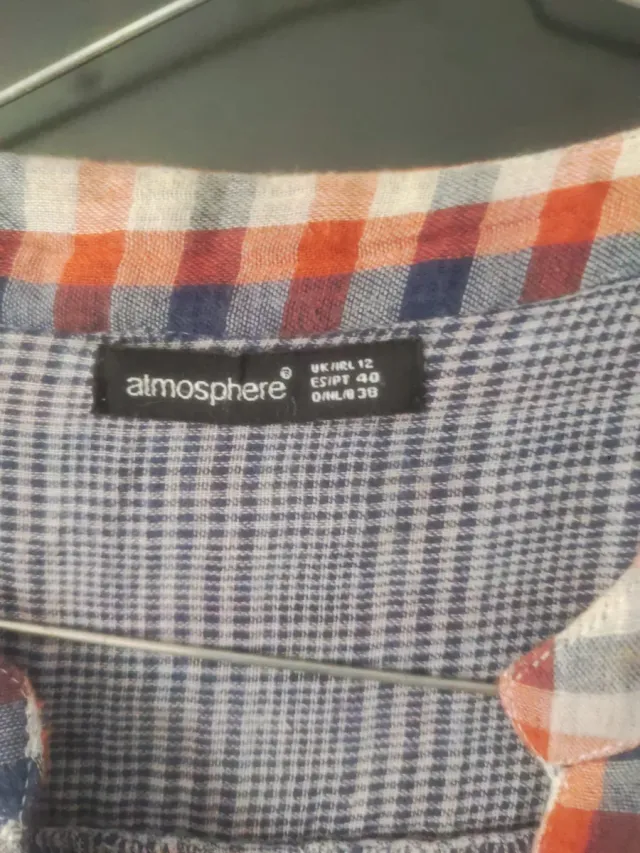 atmosphere®
UK/IRL 12
ES/PT 40
D/NL/B 38